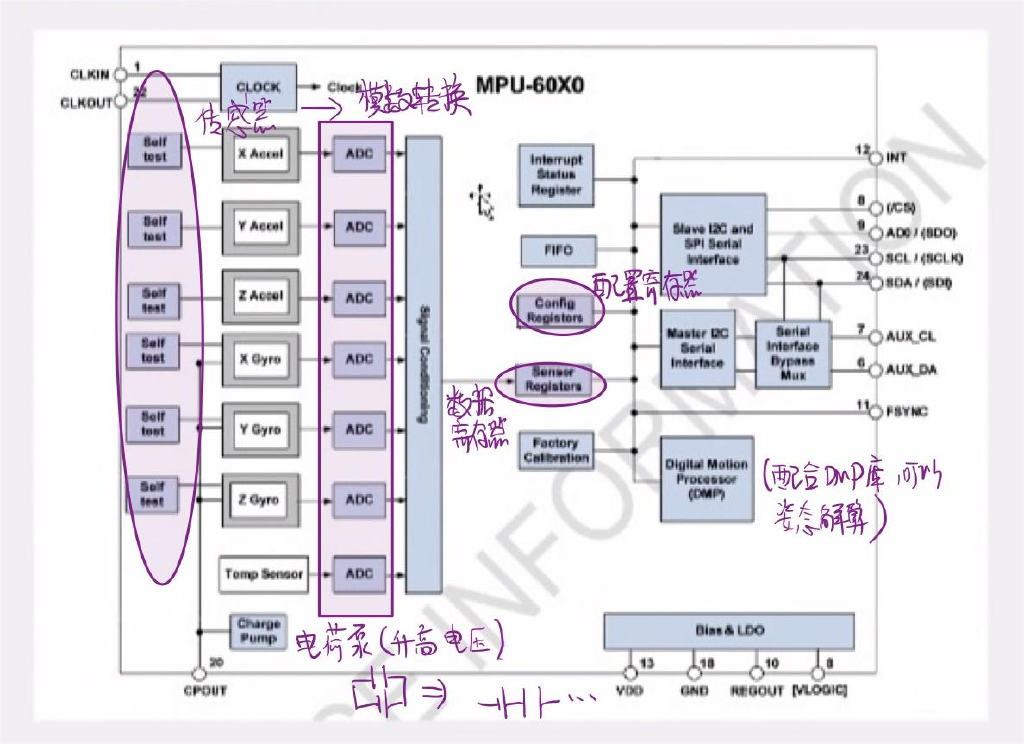 CLKIN 1
CLKOUT 22
CLOCK
Clock
MPU-60X0
传感器 → 模数转换
Self test
X Accel
ADC
Self test
Y Accel
ADC
Self test
Z Accel
ADC
Self test
X Gyro
ADC
Self test
Y Gyro
ADC
Self test
Z Gyro
ADC
Temp Sensor
ADC
Signal Conditioning
Charge Pump
电荷泵(升高电压)
20
CPOUT
⇒ ...
Interrupt Status Register
FIFO
Config Registers
配置寄存器
Sensor Registers
数据
寄存器
Factory Calibration
Slave I2C and SPI Serial Interface
Master I2C Serial Interface
Serial Interface Bypass Mux
Digital Motion Processor (DMP)
(配合DMP库,可以
姿态解算)
12 INT
8 (/CS)
9 AD0 / (SDO)
23 SCL / (SCLK)
24 SDA / (SDI)
7 AUX_CL
6 AUX_DA
11 FSYNC
Bias & LDO
13 18 10 8
VDD GND REGOUT [VLOGIC]
INFORMATION